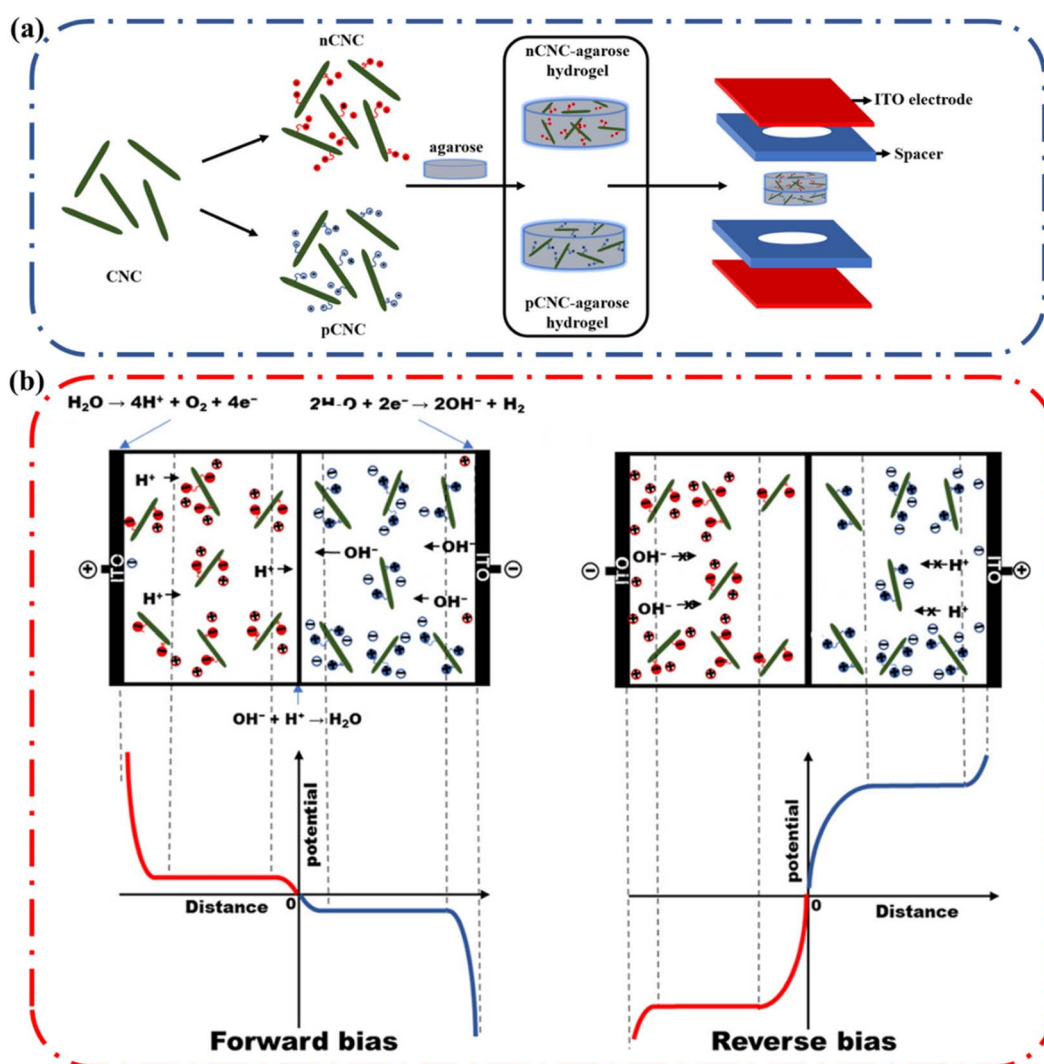 (a)
nCNC
CNC
pCNC
agarose
nCNC-agarose
hydrogel
pCNC-agarose
hydrogel
ITO electrode
Spacer
(b)
H₂O → 4H⁺ + O₂ + 4e⁻
2H₂O + 2e⁻ → 2OH⁻ + H₂
+
ITO
H⁺
H⁺
H⁺
OH⁻
OH⁻
OH⁻
ITO
−
OH⁻ + H⁺ → H₂O
potential
Distance
0
Forward bias
−
ITO
OH⁻ x
OH⁻ x
x H⁺
x H⁺
ITO
+
potential
0
Distance
Reverse bias